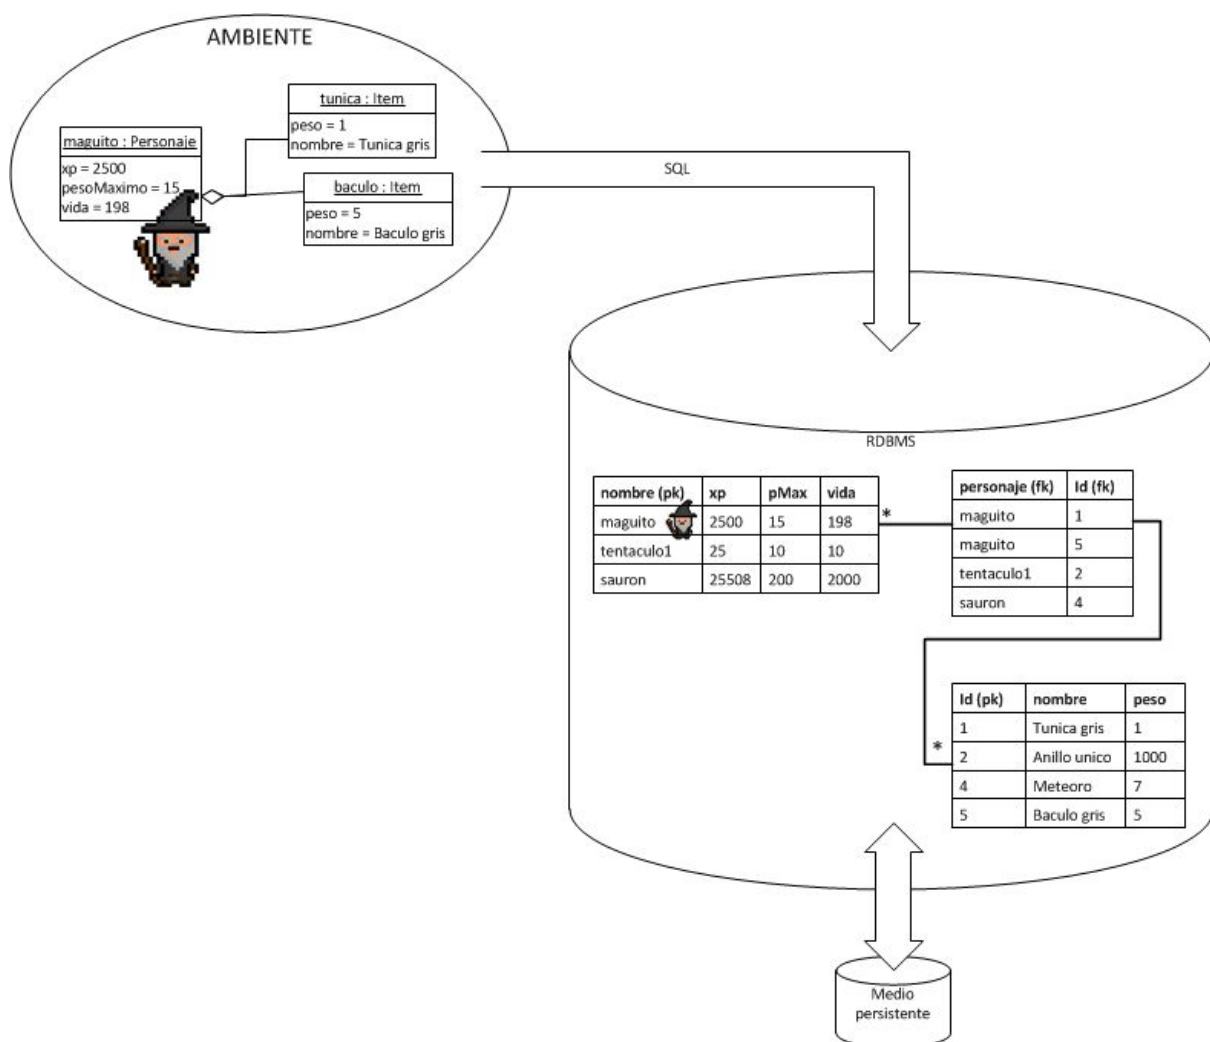 AMBIENTE
tunica : Item
peso = 1
nombre = Tunica gris
maguito : Personaje
xp = 2500
pesoMaximo = 15
vida = 198
baculo : Item
peso = 5
nombre = Baculo gris
SQL
RDBMS
nombre (pk) xp pMax vida
maguito 2500 15 198
tentaculo1 25 10 10
sauron 25508 200 2000
*
personaje (fk) Id (fk)
maguito 1
maguito 5
tentaculo1 2
sauron 4
*
Id (pk) nombre peso
1 Tunica gris 1
2 Anillo unico 1000
4 Meteoro 7
5 Baculo gris 5
Medio
persistente